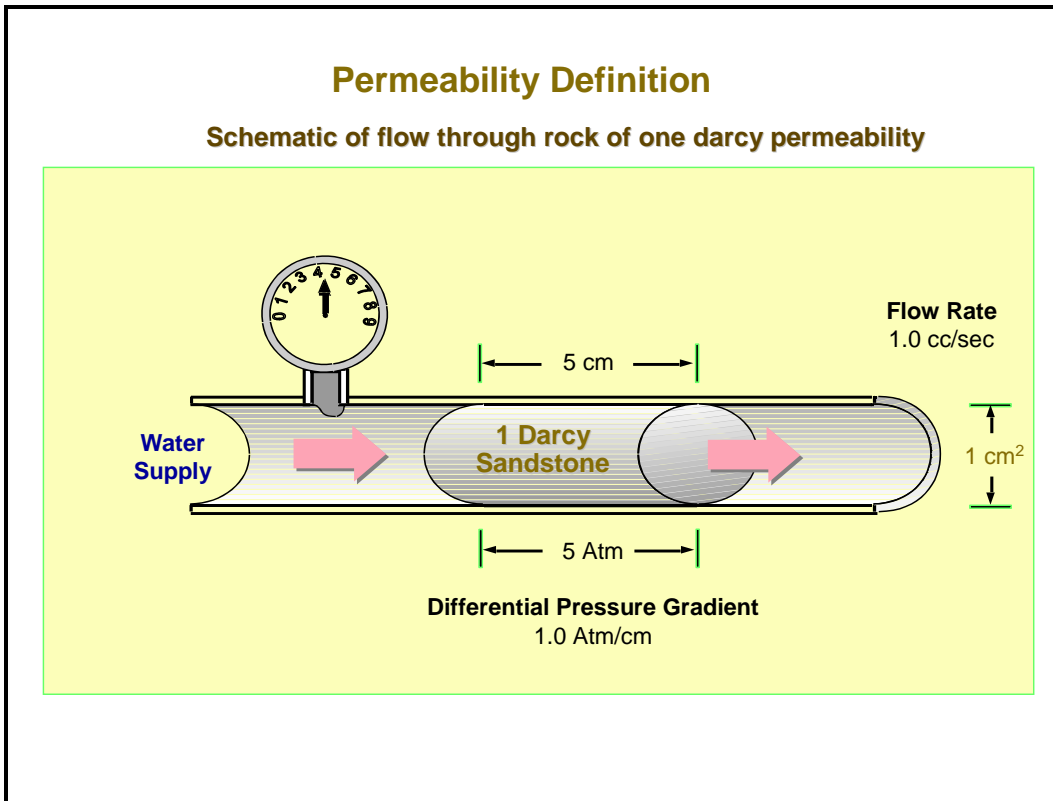 Permeability Definition
Schematic of flow through rock of one darcy permeability
0 1 2 3 4 5 6 7 8 9
Flow Rate
1.0 cc/sec
5 cm
Water
Supply
1 Darcy
Sandstone
1 cm²
5 Atm
Differential Pressure Gradient
1.0 Atm/cm